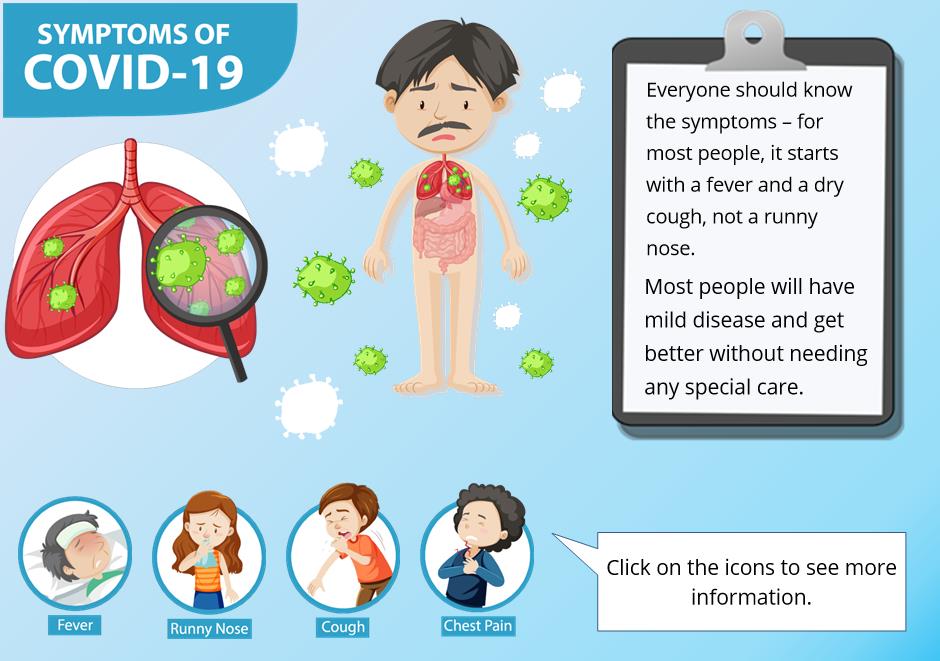 SYMPTOMS OF
COVID-19
Everyone should know
the symptoms – for
most people, it starts
with a fever and a dry
cough, not a runny
nose.
Most people will have
mild disease and get
better without needing
any special care.
Fever
Runny Nose
Cough
Chest Pain
Click on the icons to see more
information.